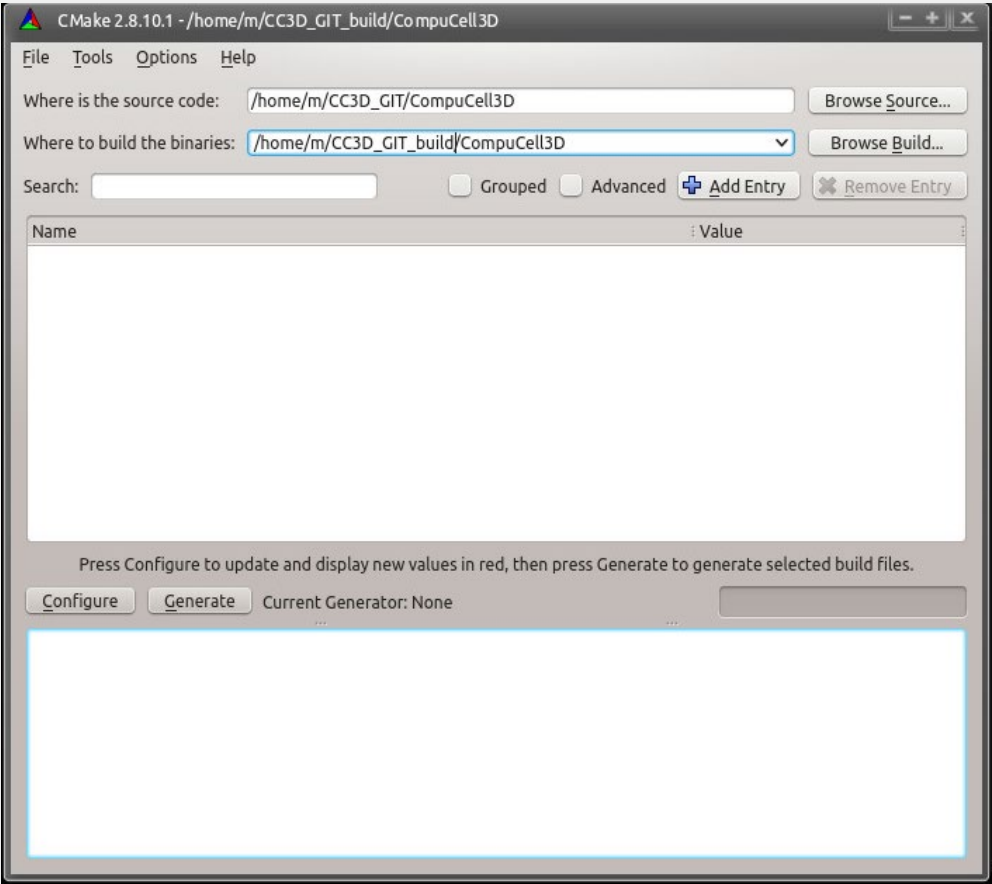 CMake 2.8.10.1 - /home/m/CC3D_GIT_build/CompuCell3D
File Tools Options Help
Where is the source code: /home/m/CC3D_GIT/CompuCell3D Browse Source...
Where to build the binaries: /home/m/CC3D_GIT_build/CompuCell3D Browse Build...
Search: Grouped Advanced Add Entry Remove Entry
Name Value
Press Configure to update and display new values in red, then press Generate to generate selected build files.
Configure Generate Current Generator: None